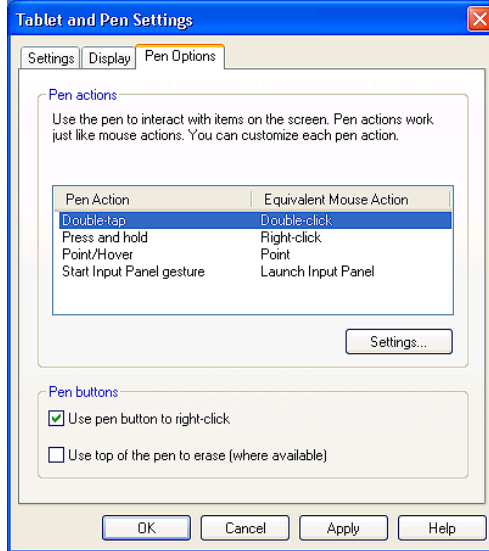 Tablet and Pen Settings
Settings Display Pen Options
Pen actions
Use the pen to interact with items on the screen. Pen actions work
just like mouse actions. You can customize each pen action.
Pen Action Equivalent Mouse Action
Double-tap Double-click
Press and hold Right-click
Point/Hover Point
Start Input Panel gesture Launch Input Panel
Settings...
Pen buttons
Use pen button to right-click
Use top of the pen to erase (where available)
OK Cancel Apply Help